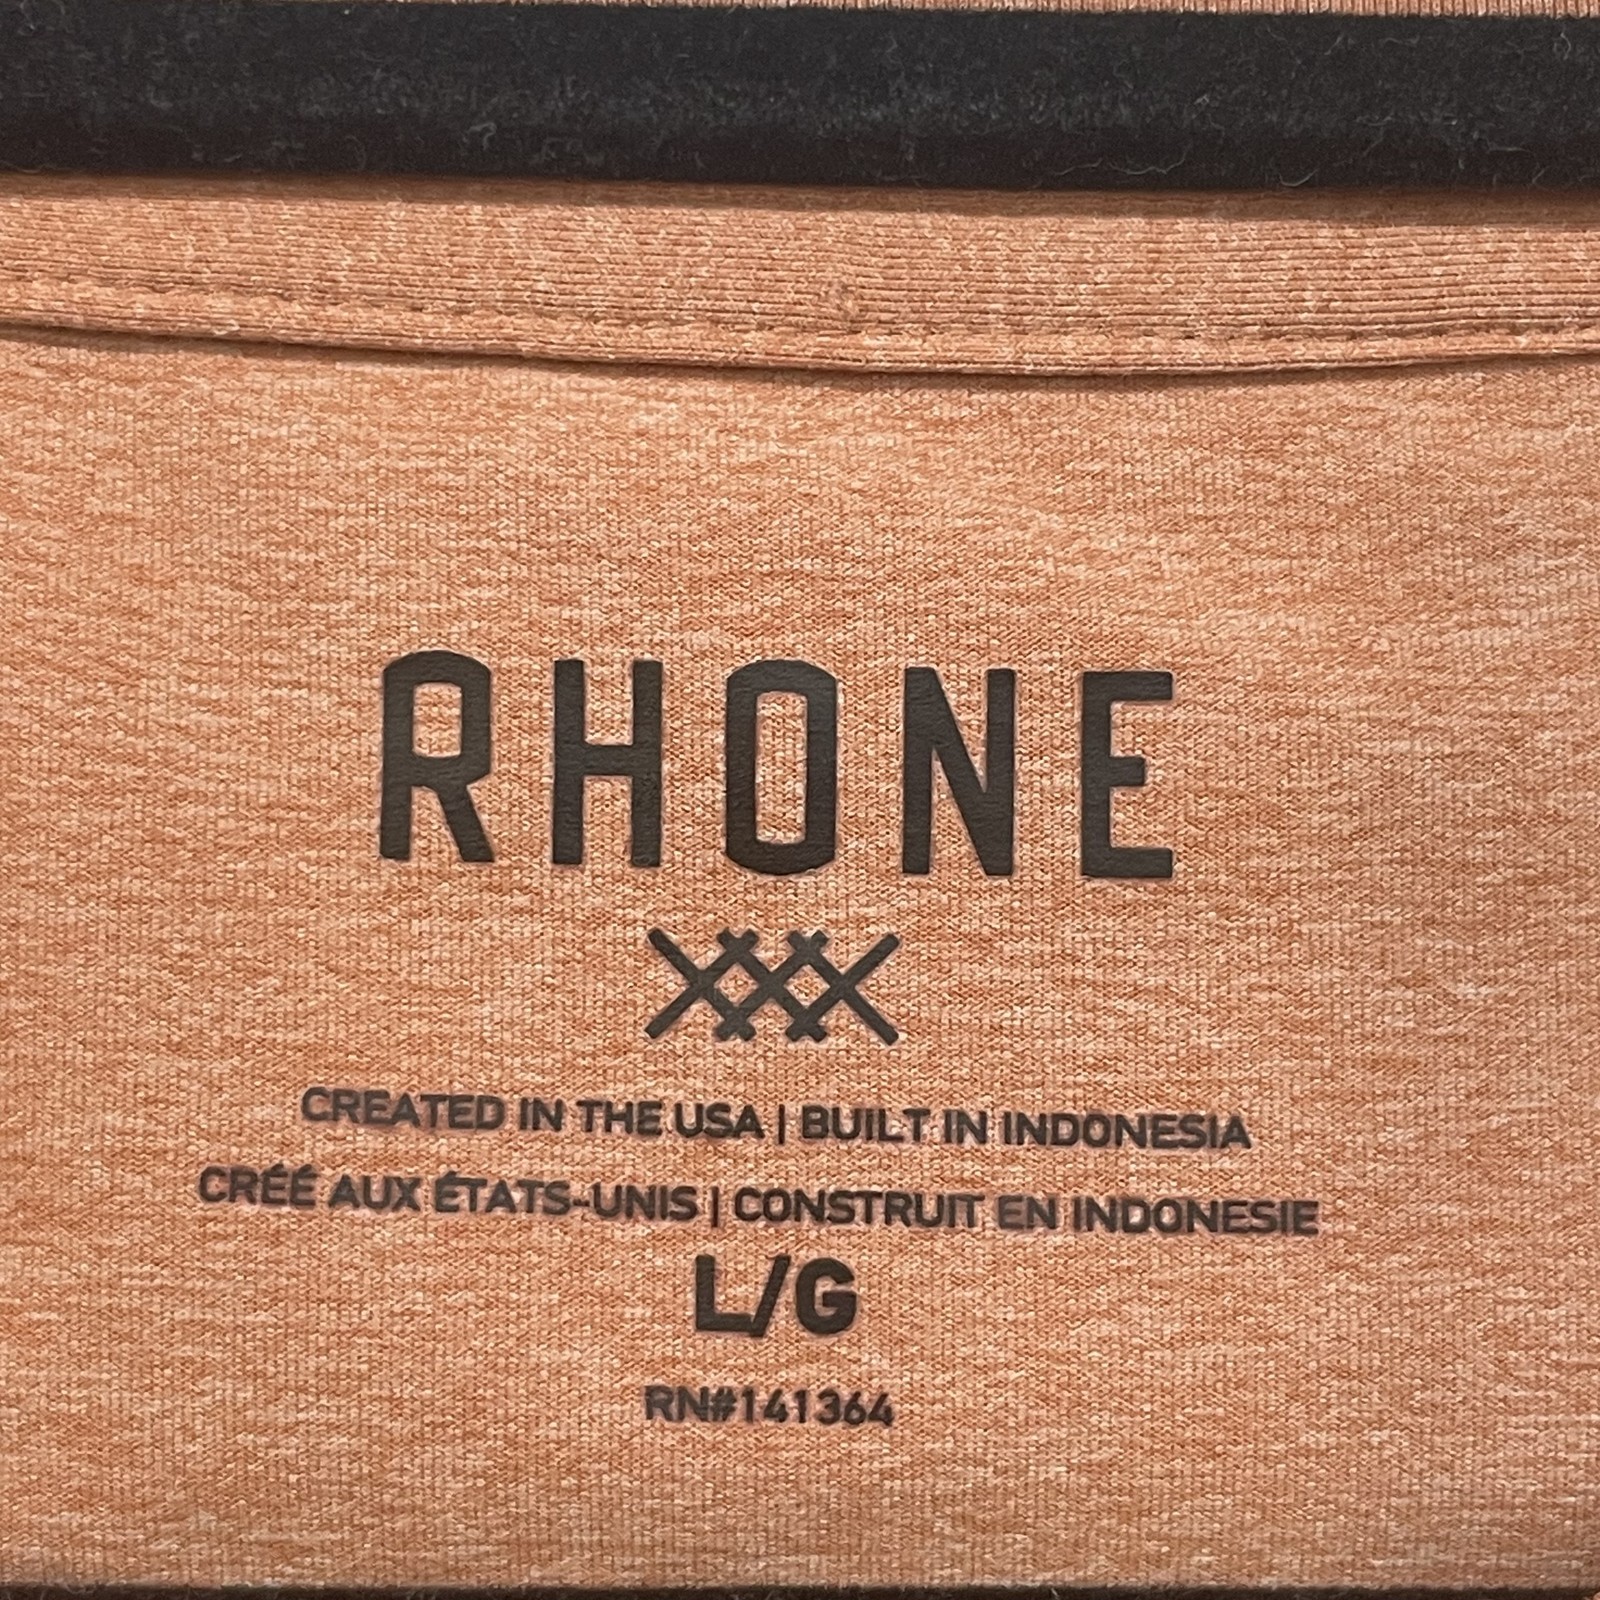 RHONE
CREATED IN THE USA | BUILT IN INDONESIA
CRÉÉ AUX ÉTATS-UNIS | CONSTRUIT EN INDONESIE
L/G
RN#141364